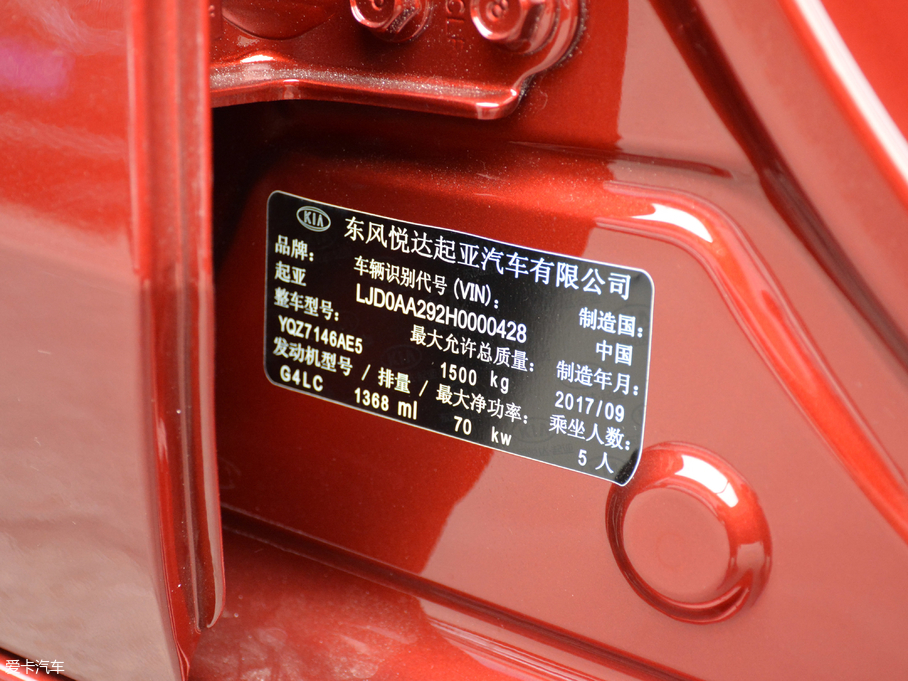 KIA 东风悦达起亚汽车有限公司
品牌：
起亚
车辆识别代号(VIN)：
LJD0AA292H0000428
制造国：
中国
整车型号：
YQZ7146AE5
最大允许总质量：
1500 kg
制造年月：
2017/09
发动机型号 / 排量 / 最大净功率：
G4LC 1368 ml 70 kw
乘坐人数：
5 人
爱卡汽车